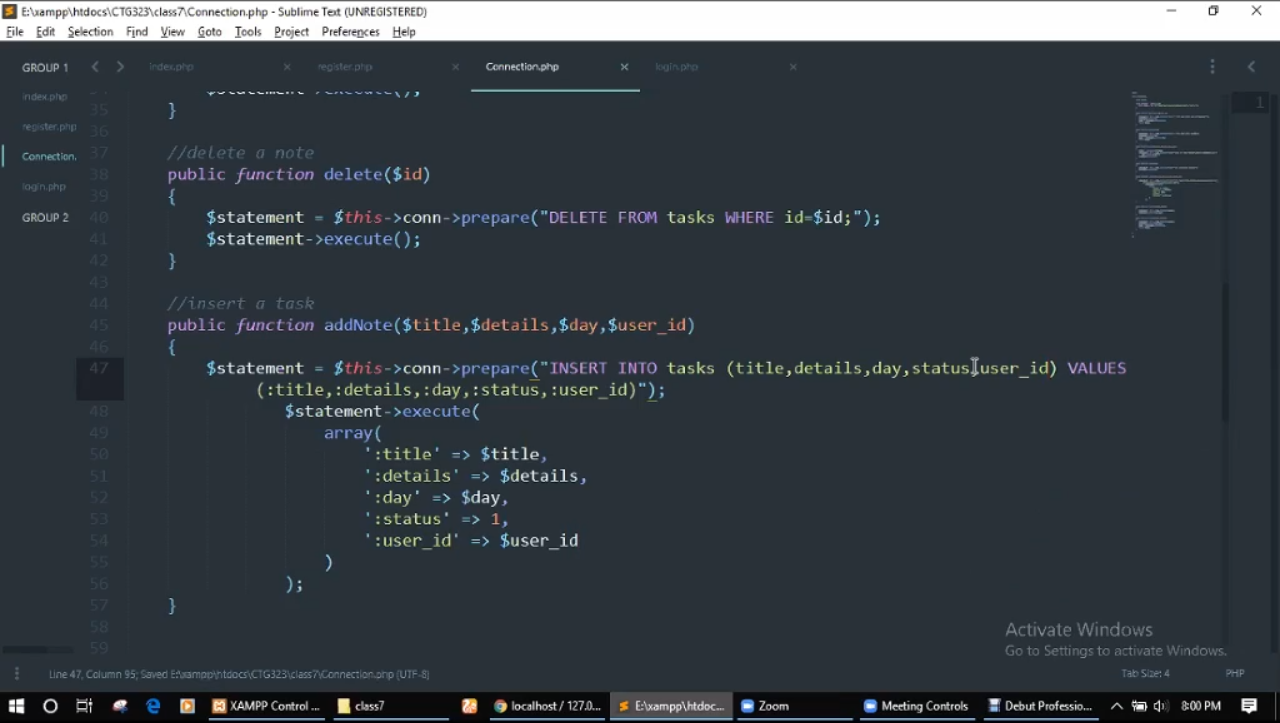 E:\xampp\htdocs\CTG323\class7\Connection.php - Sublime Text (UNREGISTERED)
File Edit Selection Find View Goto Tools Project Preferences Help
GROUP 1 index.php register.php Connection.php login.php
index.php
register.php
Connection.
login.php
GROUP 2
1
$statement->execute();
35 }
36
37 //delete a note
38 public function delete($id)
39 {
40 $statement = $this->conn->prepare("DELETE FROM tasks WHERE id=$id;");
41 $statement->execute();
42 }
43
44 //insert a task
45 public function addNote($title,$details,$day,$user_id)
46 {
47 $statement = $this->conn->prepare("INSERT INTO tasks (title,details,day,status,user_id) VALUES
(:title,:details,:day,:status,:user_id)");
48 $statement->execute(
49 array(
50 ':title' => $title,
51 ':details' => $details,
52 ':day' => $day,
53 ':status' => 1,
54 ':user_id' => $user_id
55 )
56 );
57 }
58
59
Activate Windows
Go to Settings to activate Windows.
Line 47, Column 95; Saved E:\xampp\htdocs\CTG323\class7\Connection.php (UTF-8) Tab Size: 4 PHP
XAMPP Control ... class7 localhost / 127.0... E:\xampp\htdoc... Zoom Meeting Controls Debut Professio... 8:00 PM